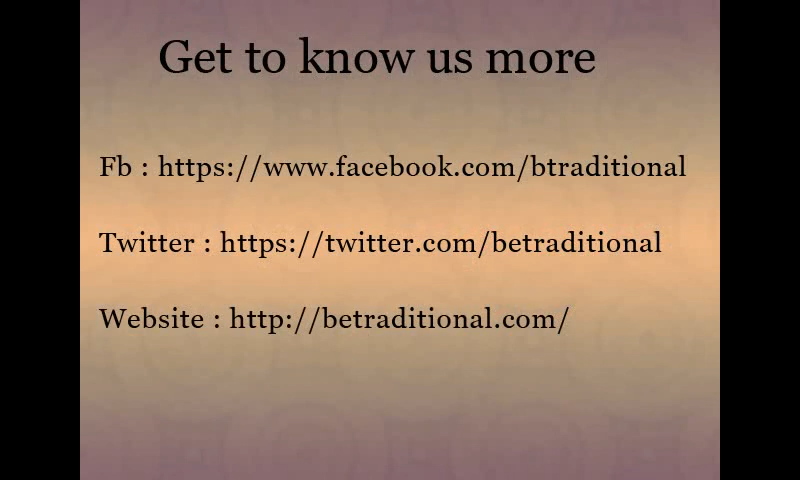 Get to know us more
Fb : https://www.facebook.com/btraditional
Twitter : https://twitter.com/betraditional
Website : http://betraditional.com/